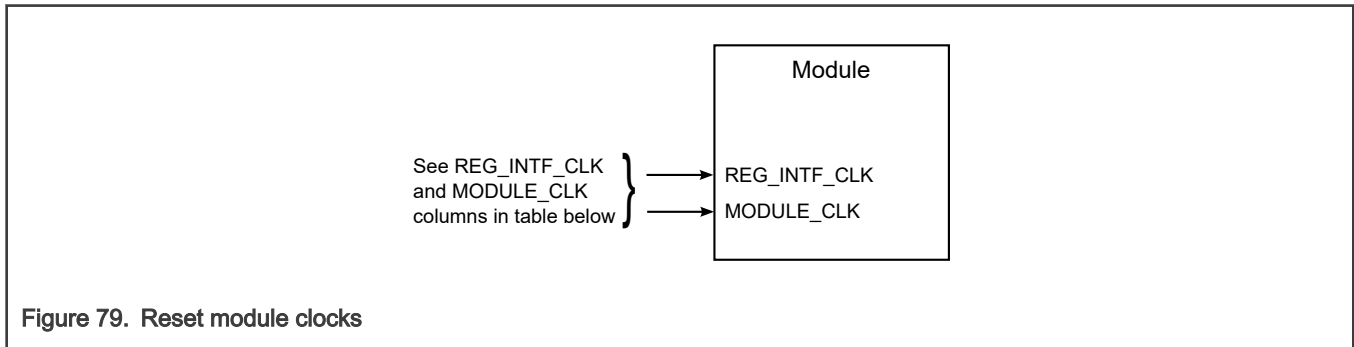 Module
See REG_INTF_CLK
and MODULE_CLK
columns in table below
REG_INTF_CLK
MODULE_CLK
Figure 79. Reset module clocks